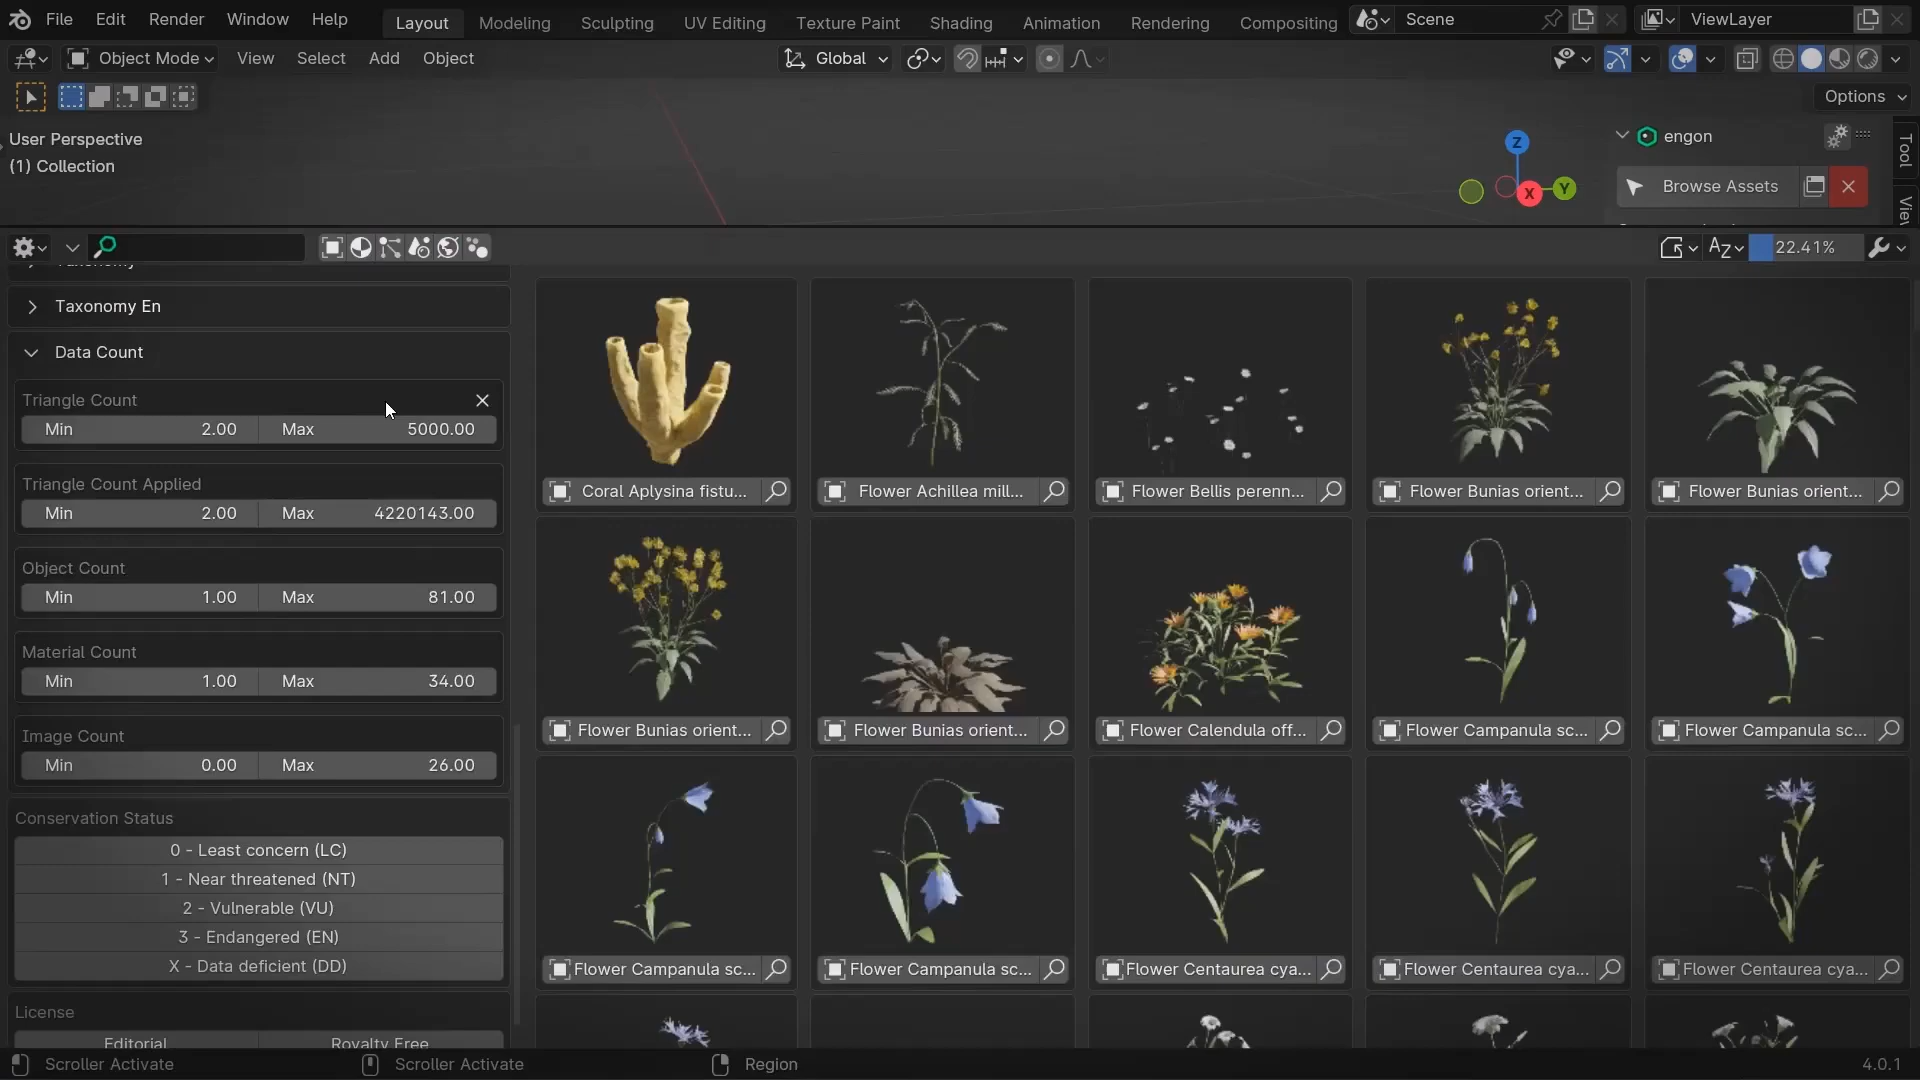 File Edit Render Window Help Layout Modeling Sculpting UV Editing Texture Paint Shading Animation Rendering Compositing Scene ViewLayer
Object Mode View Select Add Object Global
Options
User Perspective
(1) Collection
engon
Browse Assets
Tool
View
22.41%
Taxonomy En
Data Count
Triangle Count
Min 2.00 Max 5000.00
Triangle Count Applied
Min 2.00 Max 4220143.00
Object Count
Min 1.00 Max 81.00
Material Count
Min 1.00 Max 34.00
Image Count
Min 0.00 Max 26.00
Conservation Status
0 - Least concern (LC)
1 - Near threatened (NT)
2 - Vulnerable (VU)
3 - Endangered (EN)
X - Data deficient (DD)
License
Editorial Royalty Free
Coral Aplysina fistu... Flower Achillea mill... Flower Bellis perenn... Flower Bunias orient... Flower Bunias orient...
Flower Bunias orient... Flower Bunias orient... Flower Calendula off... Flower Campanula sc... Flower Campanula sc...
Flower Campanula sc... Flower Campanula sc... Flower Centaurea cya... Flower Centaurea cya... Flower Centaurea cya...
Scroller Activate Scroller Activate Region 4.0.1